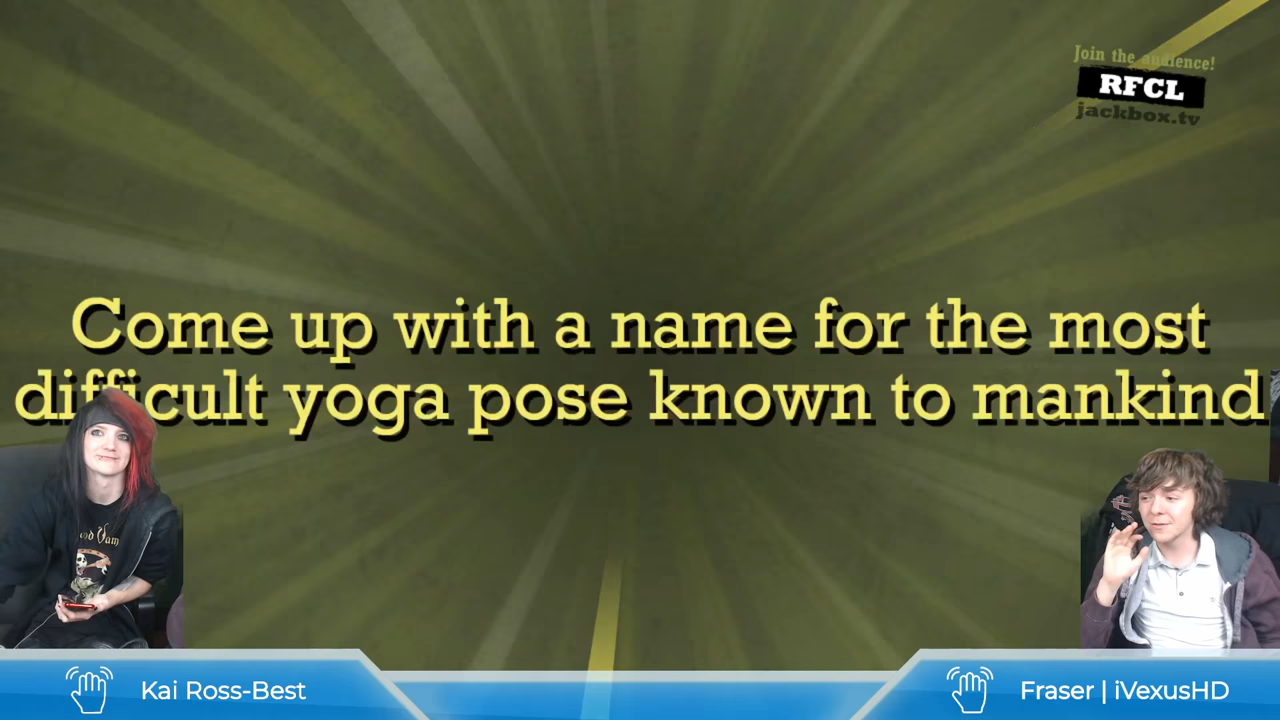 Join the audience!
RFCL
jackbox.tv
Come up with a name for the most
difficult yoga pose known to mankind
Kai Ross-Best
Fraser | iVexusHD